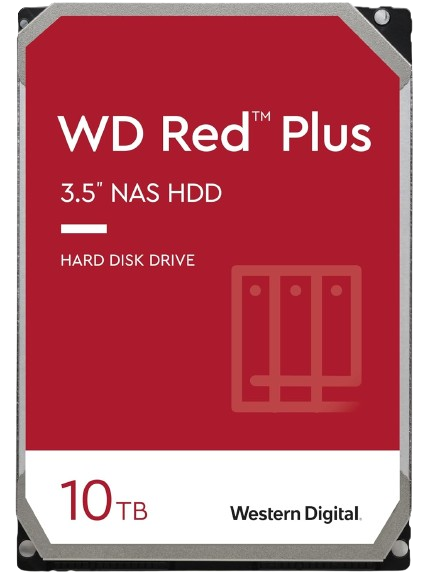 WD Red™ Plus
3.5" NAS HDD
HARD DISK DRIVE
10TB
Western Digital.